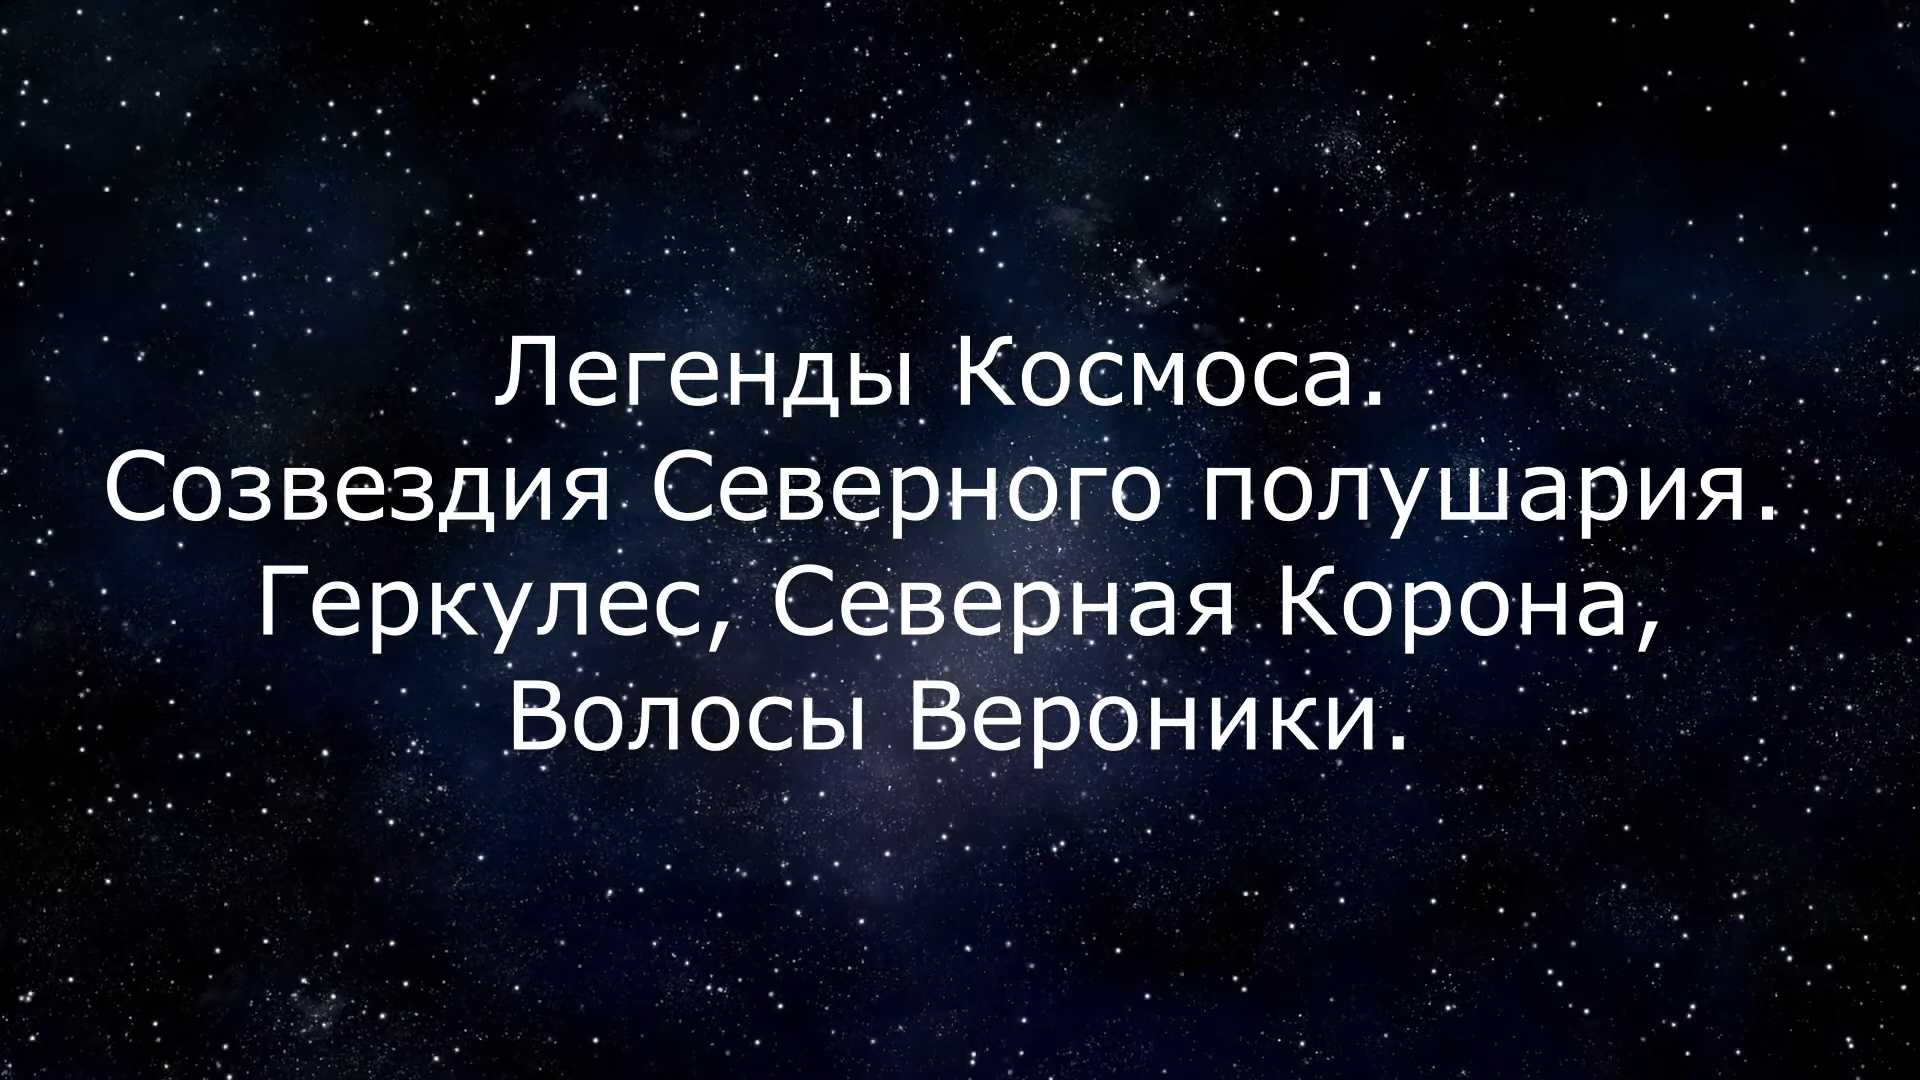 Легенды Космоса.
Созвездия Северного полушария.
Геркулес, Северная Корона,
Волосы Вероники.